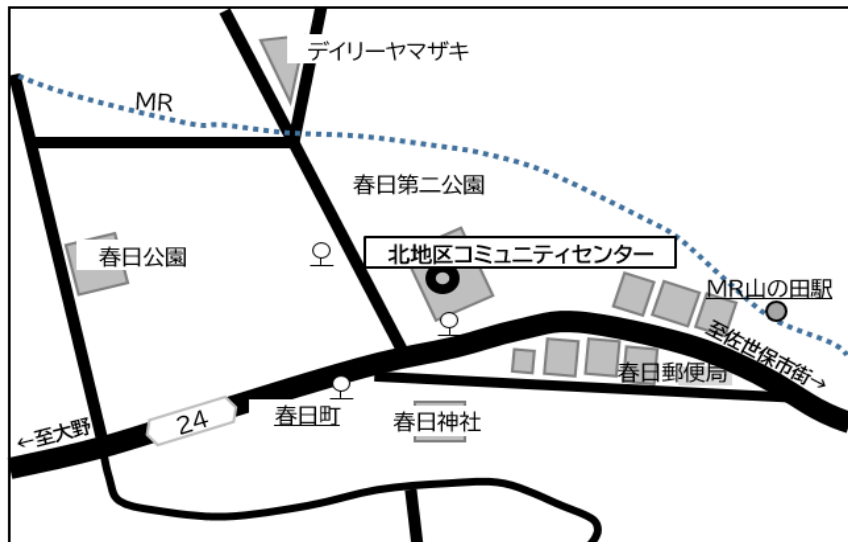 デイリーヤマザキ
MR
春日第二公園
春日公園
北地区コミュニティセンター
MR山の田駅
至佐世保市街→
春日郵便局
24
春日町
春日神社
←至大野